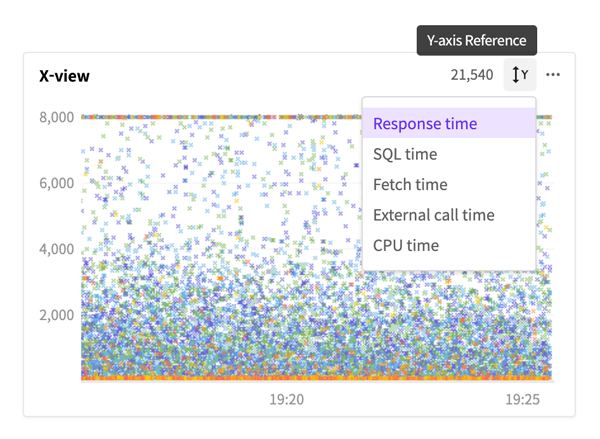 Y-axis Reference
X-view
21,540
Y
8,000
6,000
4,000
2,000
Response time
SQL time
Fetch time
External call time
CPU time
19:20
19:25